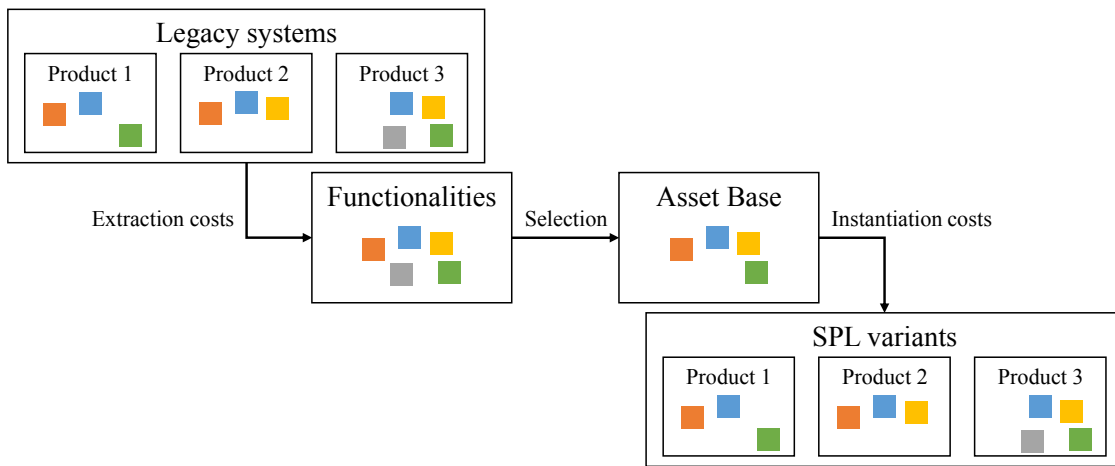 Legacy systems
Product 1
Product 2
Product 3
Extraction costs
Functionalities
Selection
Asset Base
Instantiation costs
SPL variants
Product 1
Product 2
Product 3